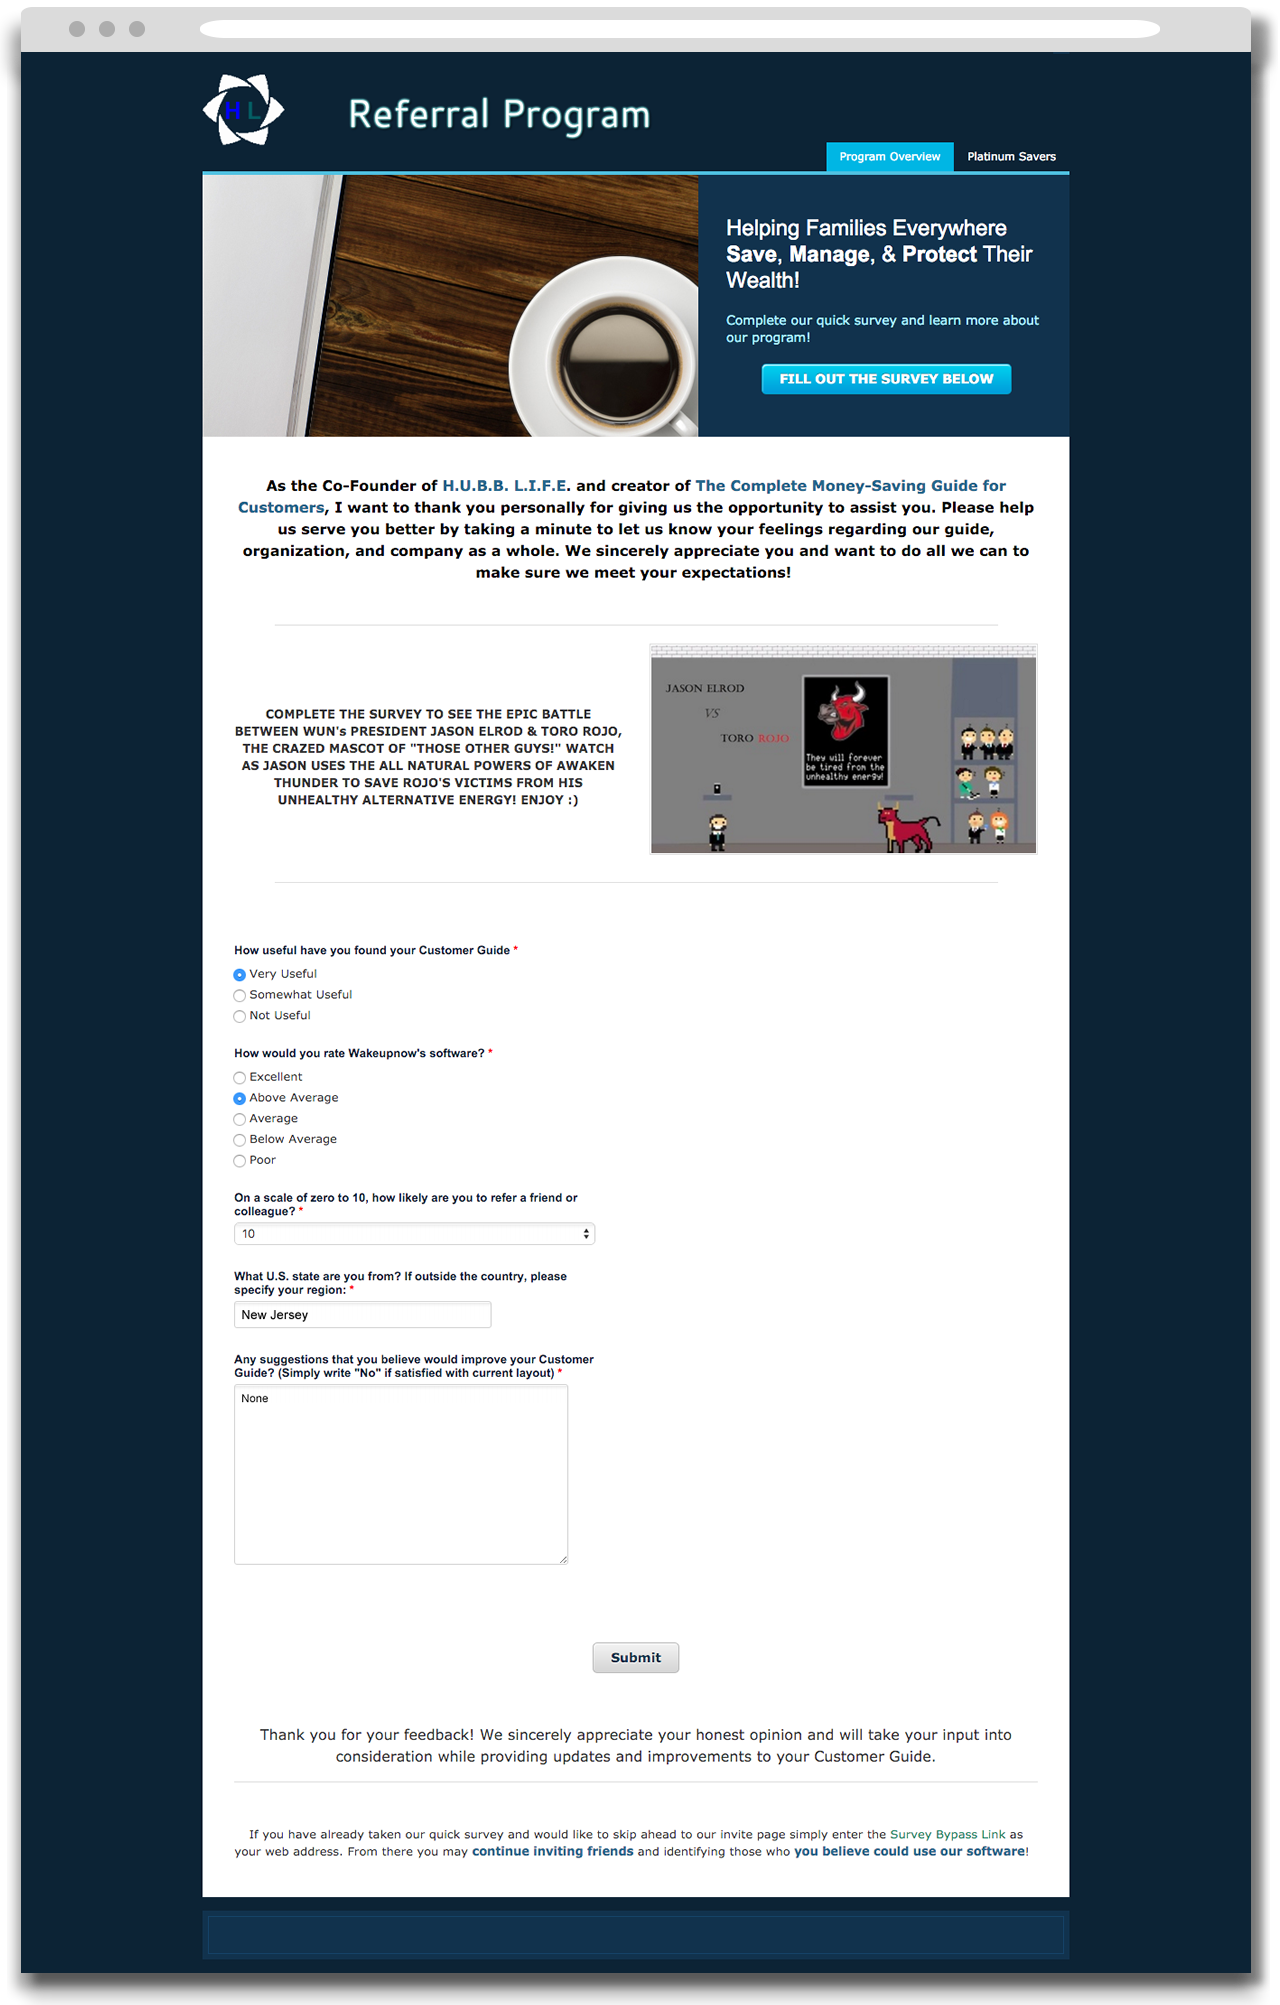 H L
Referral Program
Program Overview
Platinum Savers
Helping Families Everywhere
Save, Manage, & Protect Their
Wealth!
Complete our quick survey and learn more about
our program!
FILL OUT THE SURVEY BELOW
As the Co-Founder of H.U.B.B. L.I.F.E. and creator of The Complete Money-Saving Guide for
Customers, I want to thank you personally for giving us the opportunity to assist you. Please help
us serve you better by taking a minute to let us know your feelings regarding our guide,
organization, and company as a whole. We sincerely appreciate you and want to do all we can to
make sure we meet your expectations!
COMPLETE THE SURVEY TO SEE THE EPIC BATTLE
BETWEEN WUN's PRESIDENT JASON ELROD & TORO ROJO,
THE CRAZED MASCOT OF "THOSE OTHER GUYS!" WATCH
AS JASON USES THE ALL NATURAL POWERS OF AWAKEN
THUNDER TO SAVE ROJO'S VICTIMS FROM HIS
UNHEALTHY ALTERNATIVE ENERGY! ENJOY :)
JASON ELROD
VS
TORO ROJO
They will forever
be tired from the
unhealthy energy!
How useful have you found your Customer Guide *
Very Useful
Somewhat Useful
Not Useful
How would you rate Wakeupnow's software? *
Excellent
Above Average
Average
Below Average
Poor
On a scale of zero to 10, how likely are you to refer a friend or
colleague? *
10
What U.S. state are you from? If outside the country, please
specify your region: *
New Jersey
Any suggestions that you believe would improve your Customer
Guide? (Simply write "No" if satisfied with current layout) *
None
Submit
Thank you for your feedback! We sincerely appreciate your honest opinion and will take your input into
consideration while providing updates and improvements to your Customer Guide.
If you have already taken our quick survey and would like to skip ahead to our invite page simply enter the Survey Bypass Link as
your web address. From there you may continue inviting friends and identifying those who you believe could use our software!